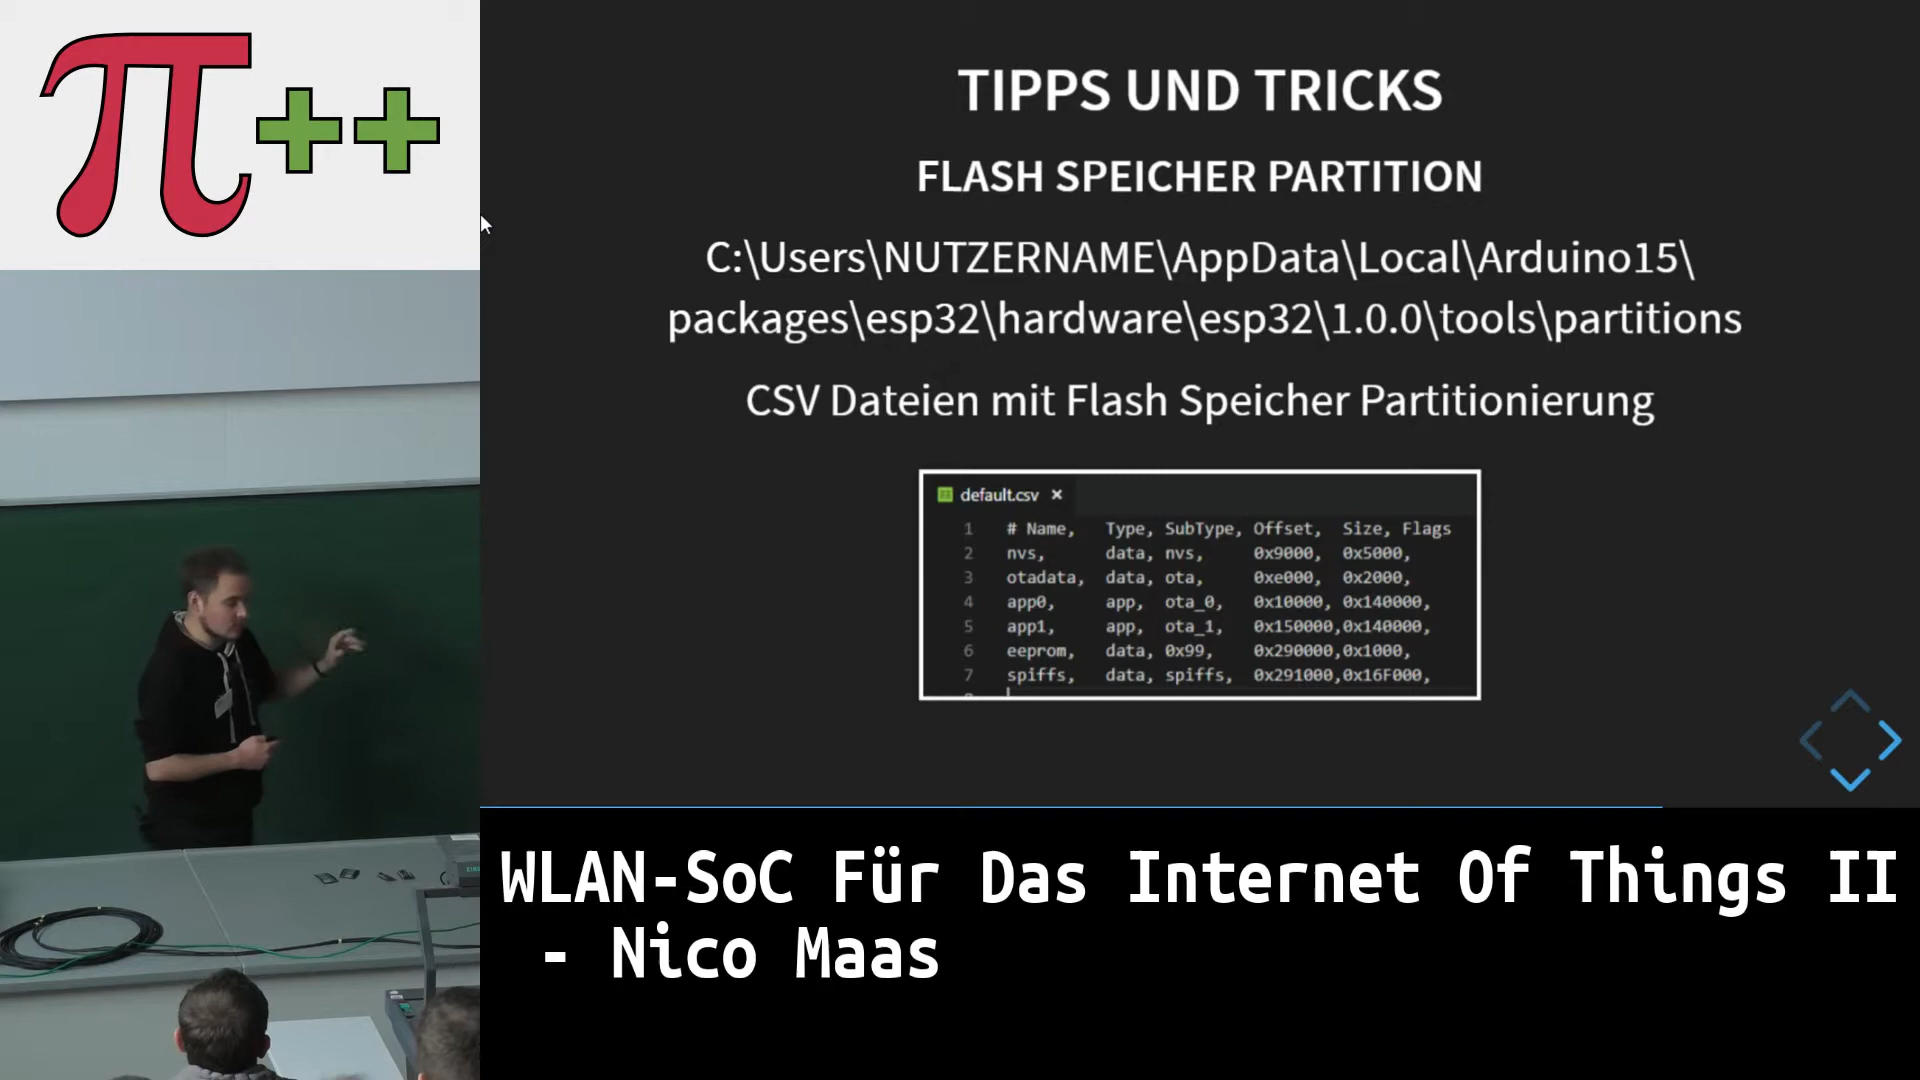 π++
TIPPS UND TRICKS
FLASH SPEICHER PARTITION
C:\Users\NUTZERNAME\AppData\Local\Arduino15\
packages\esp32\hardware\esp32\1.0.0\tools\partitions
CSV Dateien mit Flash Speicher Partitionierung
default.csv ×
1 # Name, Type, SubType, Offset, Size, Flags
2 nvs, data, nvs, 0x9000, 0x5000,
3 otadata, data, ota, 0xe000, 0x2000,
4 app0, app, ota_0, 0x10000, 0x140000,
5 app1, app, ota_1, 0x150000,0x140000,
6 eeprom, data, 0x99, 0x290000,0x1000,
7 spiffs, data, spiffs, 0x291000,0x16F000,
WLAN-SoC Für Das Internet Of Things II
- Nico Maas